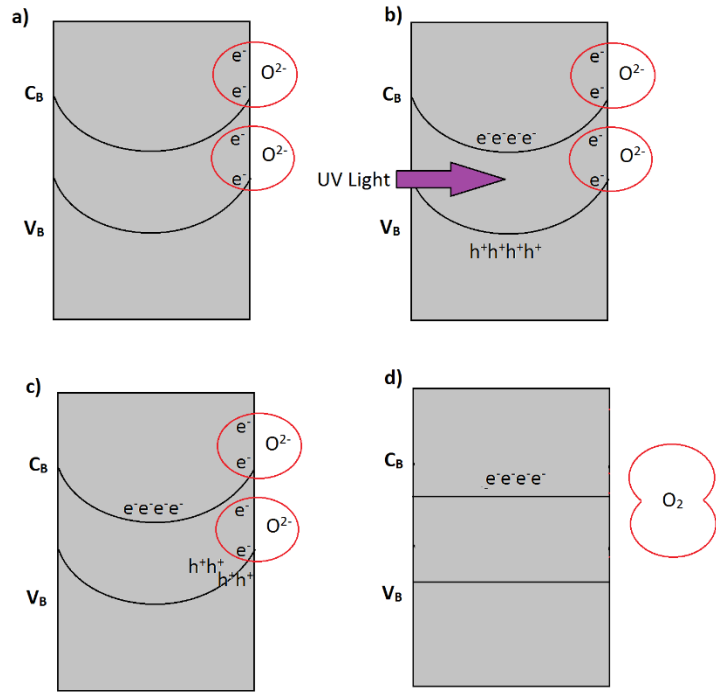 a)
e⁻
O²⁻
e⁻
C_B
e⁻
O²⁻
e⁻
V_B
b)
e⁻
O²⁻
e⁻
C_B
e⁻e⁻e⁻e⁻
e⁻
O²⁻
UV Light
e⁻
V_B
h⁺h⁺h⁺h⁺
c)
e⁻
O²⁻
e⁻
C_B
e⁻e⁻e⁻e⁻
e⁻
O²⁻
e⁻
h⁺h⁺
h⁺h⁺
V_B
d)
C_B
e⁻e⁻e⁻e⁻
O₂
V_B